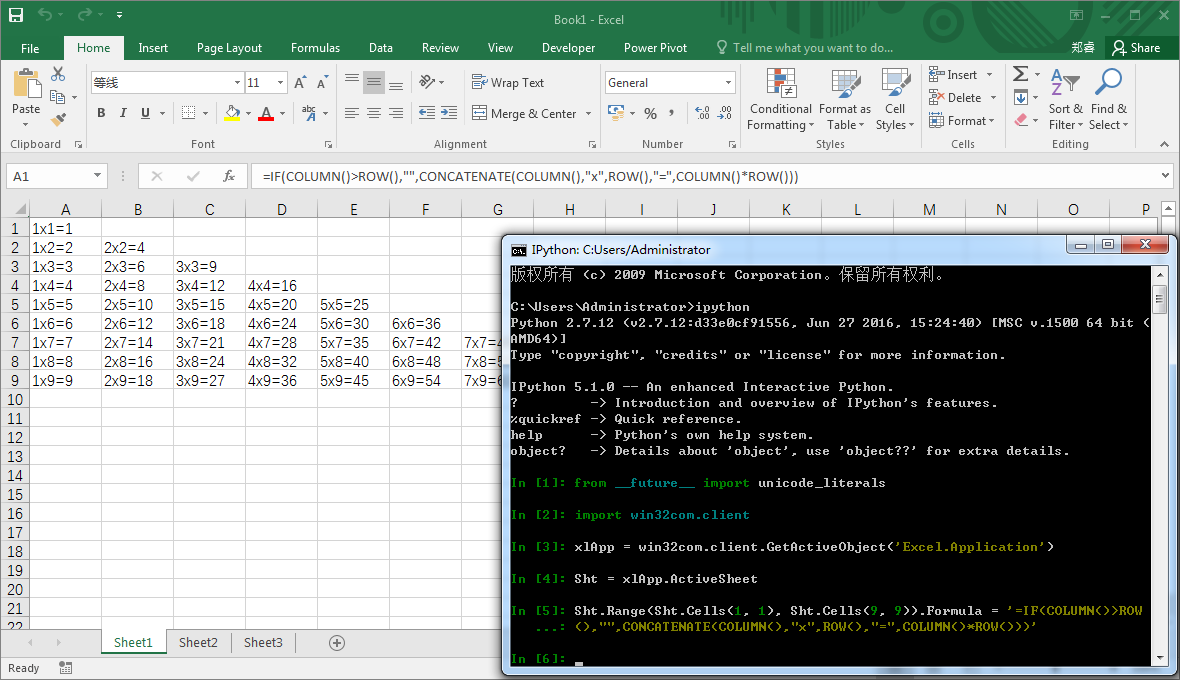 Book1 - Excel
File Home Insert Page Layout Formulas Data Review View Developer Power Pivot Tell me what you want to do... 郑睿 Share
Paste
等线 11
B I U A abc
Wrap Text
Merge & Center
General
% , .00
Conditional Formatting
Format as Table
Cell Styles
Insert
Delete
Format
Sort & Filter
Find & Select
Clipboard Font Alignment Number Styles Cells Editing
A1 fx =IF(COLUMN()>ROW(),"",CONCATENATE(COLUMN(),"x",ROW(),"=",COLUMN()*ROW()))
A B C D E F G H I J K L M N O P
1 1x1=1
2 1x2=2 2x2=4
3 1x3=3 2x3=6 3x3=9
4 1x4=4 2x4=8 3x4=12 4x4=16
5 1x5=5 2x5=10 3x5=15 4x5=20 5x5=25
6 1x6=6 2x6=12 3x6=18 4x6=24 5x6=30 6x6=36
7 1x7=7 2x7=14 3x7=21 4x7=28 5x7=35 6x7=42 7x7=4
8 1x8=8 2x8=16 3x8=24 4x8=32 5x8=40 6x8=48 7x8=5
9 1x9=9 2x9=18 3x9=27 4x9=36 5x9=45 6x9=54 7x9=6
10
11
12
13
14
15
16
17
18
19
20
21
22
Sheet1 Sheet2 Sheet3
Ready
IPython: C:Users/Administrator
版权所有 (c) 2009 Microsoft Corporation。保留所有权利。
C:\Users\Administrator>ipython
Python 2.7.12 (v2.7.12:d33e0cf91556, Jun 27 2016, 15:24:40) [MSC v.1500 64 bit (
AMD64)]
Type "copyright", "credits" or "license" for more information.
IPython 5.1.0 -- An enhanced Interactive Python.
? -> Introduction and overview of IPython's features.
%quickref -> Quick reference.
help -> Python's own help system.
object? -> Details about 'object', use 'object??' for extra details.
In [1]: from __future__ import unicode_literals
In [2]: import win32com.client
In [3]: xlApp = win32com.client.GetActiveObject('Excel.Application')
In [4]: Sht = xlApp.ActiveSheet
In [5]: Sht.Range(Sht.Cells(1, 1), Sht.Cells(9, 9)).Formula = '=IF(COLUMN()>ROW
...: (),"",CONCATENATE(COLUMN(),"x",ROW(),"=",COLUMN()*ROW()))'
In [6]: